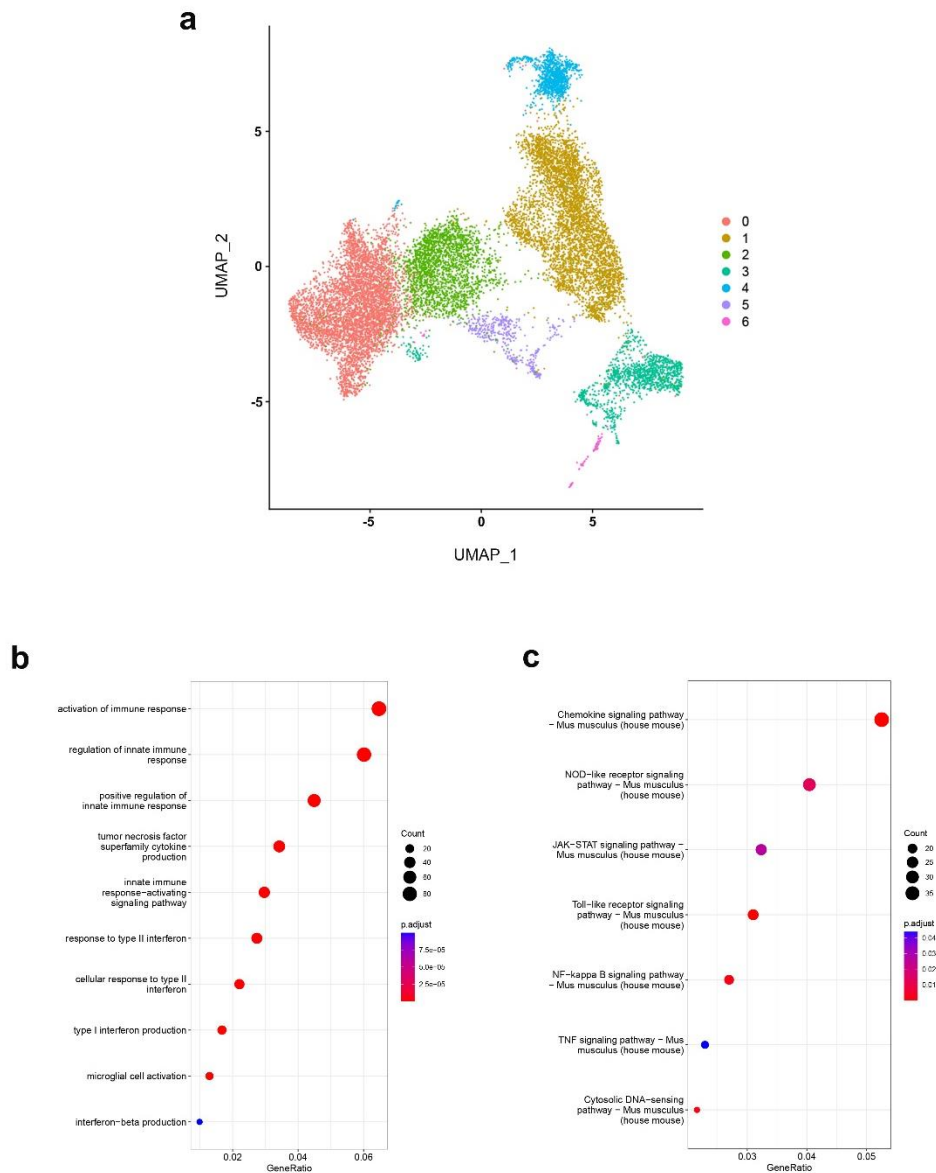 a
5
0
-5
UMAP_2
-5
0
5
UMAP_1
0
1
2
3
4
5
6
b
activation of immune response
regulation of innate immune
response
positive regulation of
innate immune response
tumor necrosis factor
superfamily cytokine
production
innate immune
response−activating
signaling pathway
response to type II interferon
cellular response to type II
interferon
type I interferon production
microglial cell activation
interferon−beta production
0.02
0.04
0.06
GeneRatio
Count
20
40
60
80
p.adjust
7.5e−05
5.0e−05
2.5e−05
c
Chemokine signaling pathway
− Mus musculus (house mouse)
NOD−like receptor signaling
pathway − Mus musculus
(house mouse)
JAK−STAT signaling pathway −
Mus musculus (house mouse)
Toll−like receptor signaling
pathway − Mus musculus
(house mouse)
NF−kappa B signaling pathway
− Mus musculus (house mouse)
TNF signaling pathway − Mus
musculus (house mouse)
Cytosolic DNA−sensing
pathway − Mus musculus
(house mouse)
0.03
0.04
0.05
GeneRatio
Count
20
25
30
35
p.adjust
0.04
0.03
0.02
0.01